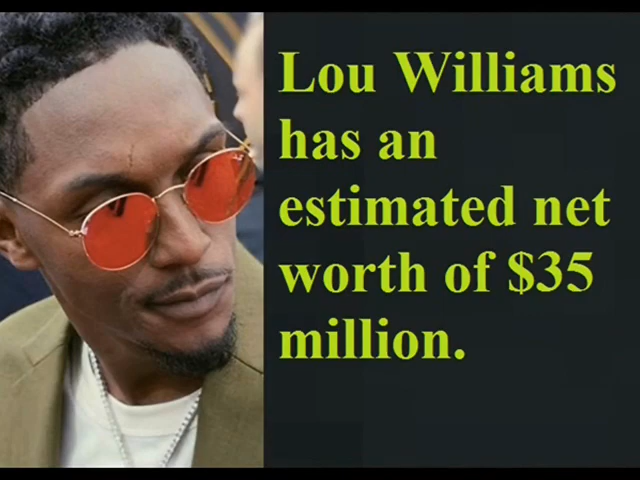 Lou Williams
has an
estimated net
worth of $35
million.